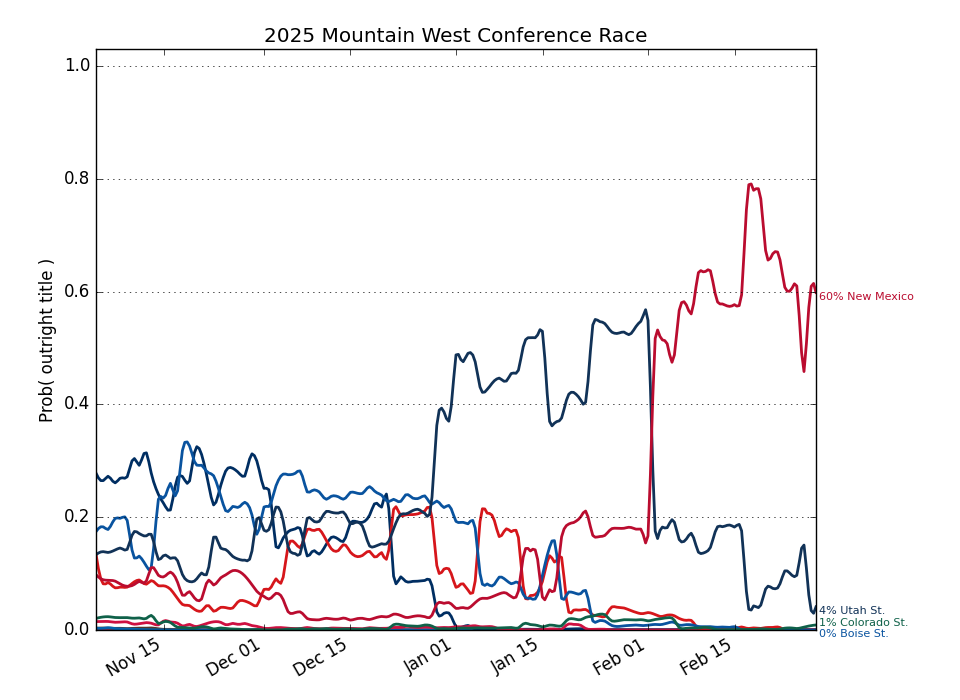 2025 Mountain West Conference Race
1.0
0.8
0.6
0.4
0.2
0.0
Prob( outright title )
60% New Mexico
4% Utah St.
1% Colorado St.
0% Boise St.
Nov 15
Dec 01
Dec 15
Jan 01
Jan 15
Feb 01
Feb 15